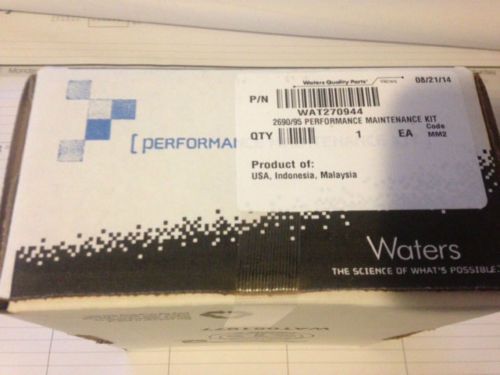 Monda
Waters Quality Parts
08/21/14
P/N
WAT270944
2690/95 PERFORMANCE MAINTENANCE KIT
QTY 1 EA Code MM2
Product of:
USA, Indonesia, Malaysia
[PERFORMA
Waters
THE SCIENCE OF WHAT'S POSSIBLE.